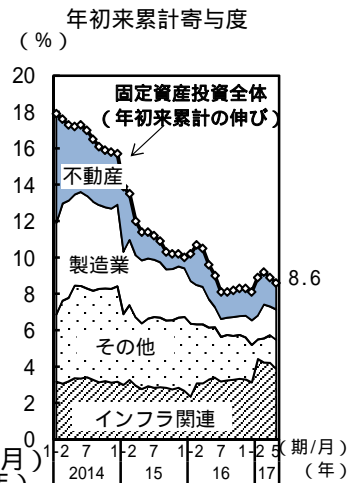 年初来累計寄与度
(%)
20
18
16
14
12
10
8
6
4
2
0
固定資産投資全体
(年初来累計の伸び)
不動産
製造業
その他
インフラ関連
8.6
1-2 7 1-2 7 1-2 7 1-2 5 (期/月)
2014 15 16 17 (年)
月)